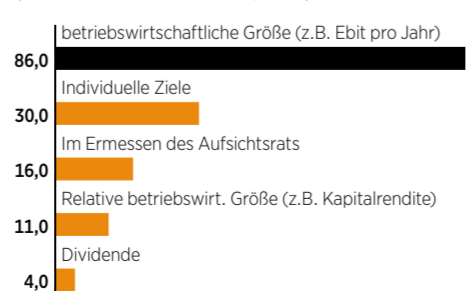 betriebswirtschaftliche Größe (z.B. Ebit pro Jahr)
86,0
Individuelle Ziele
30,0
Im Ermessen des Aufsichtsrats
16,0
Relative betriebswirt. Größe (z.B. Kapitalrendite)
11,0
Dividende
4,0